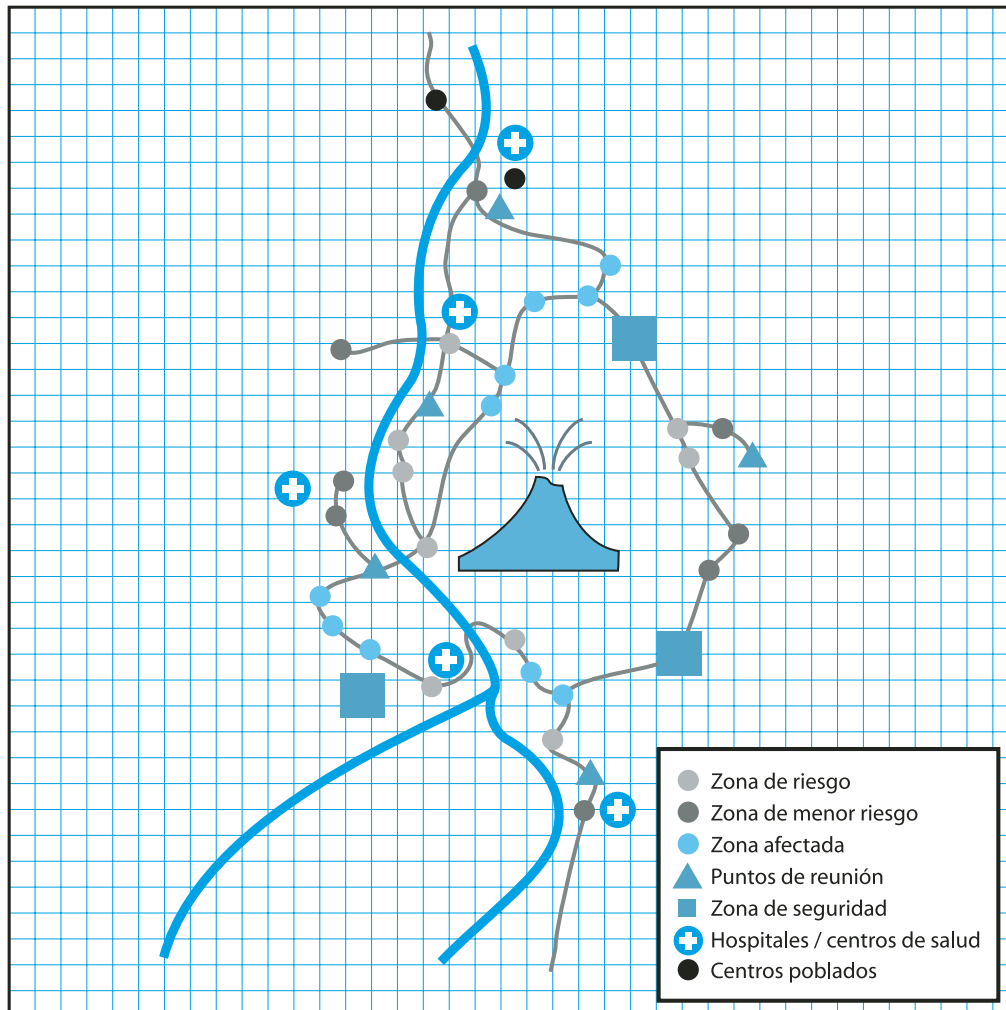 Zona de riesgo
Zona de menor riesgo
Zona afectada
Puntos de reunión
Zona de seguridad
Hospitales / centros de salud
Centros poblados